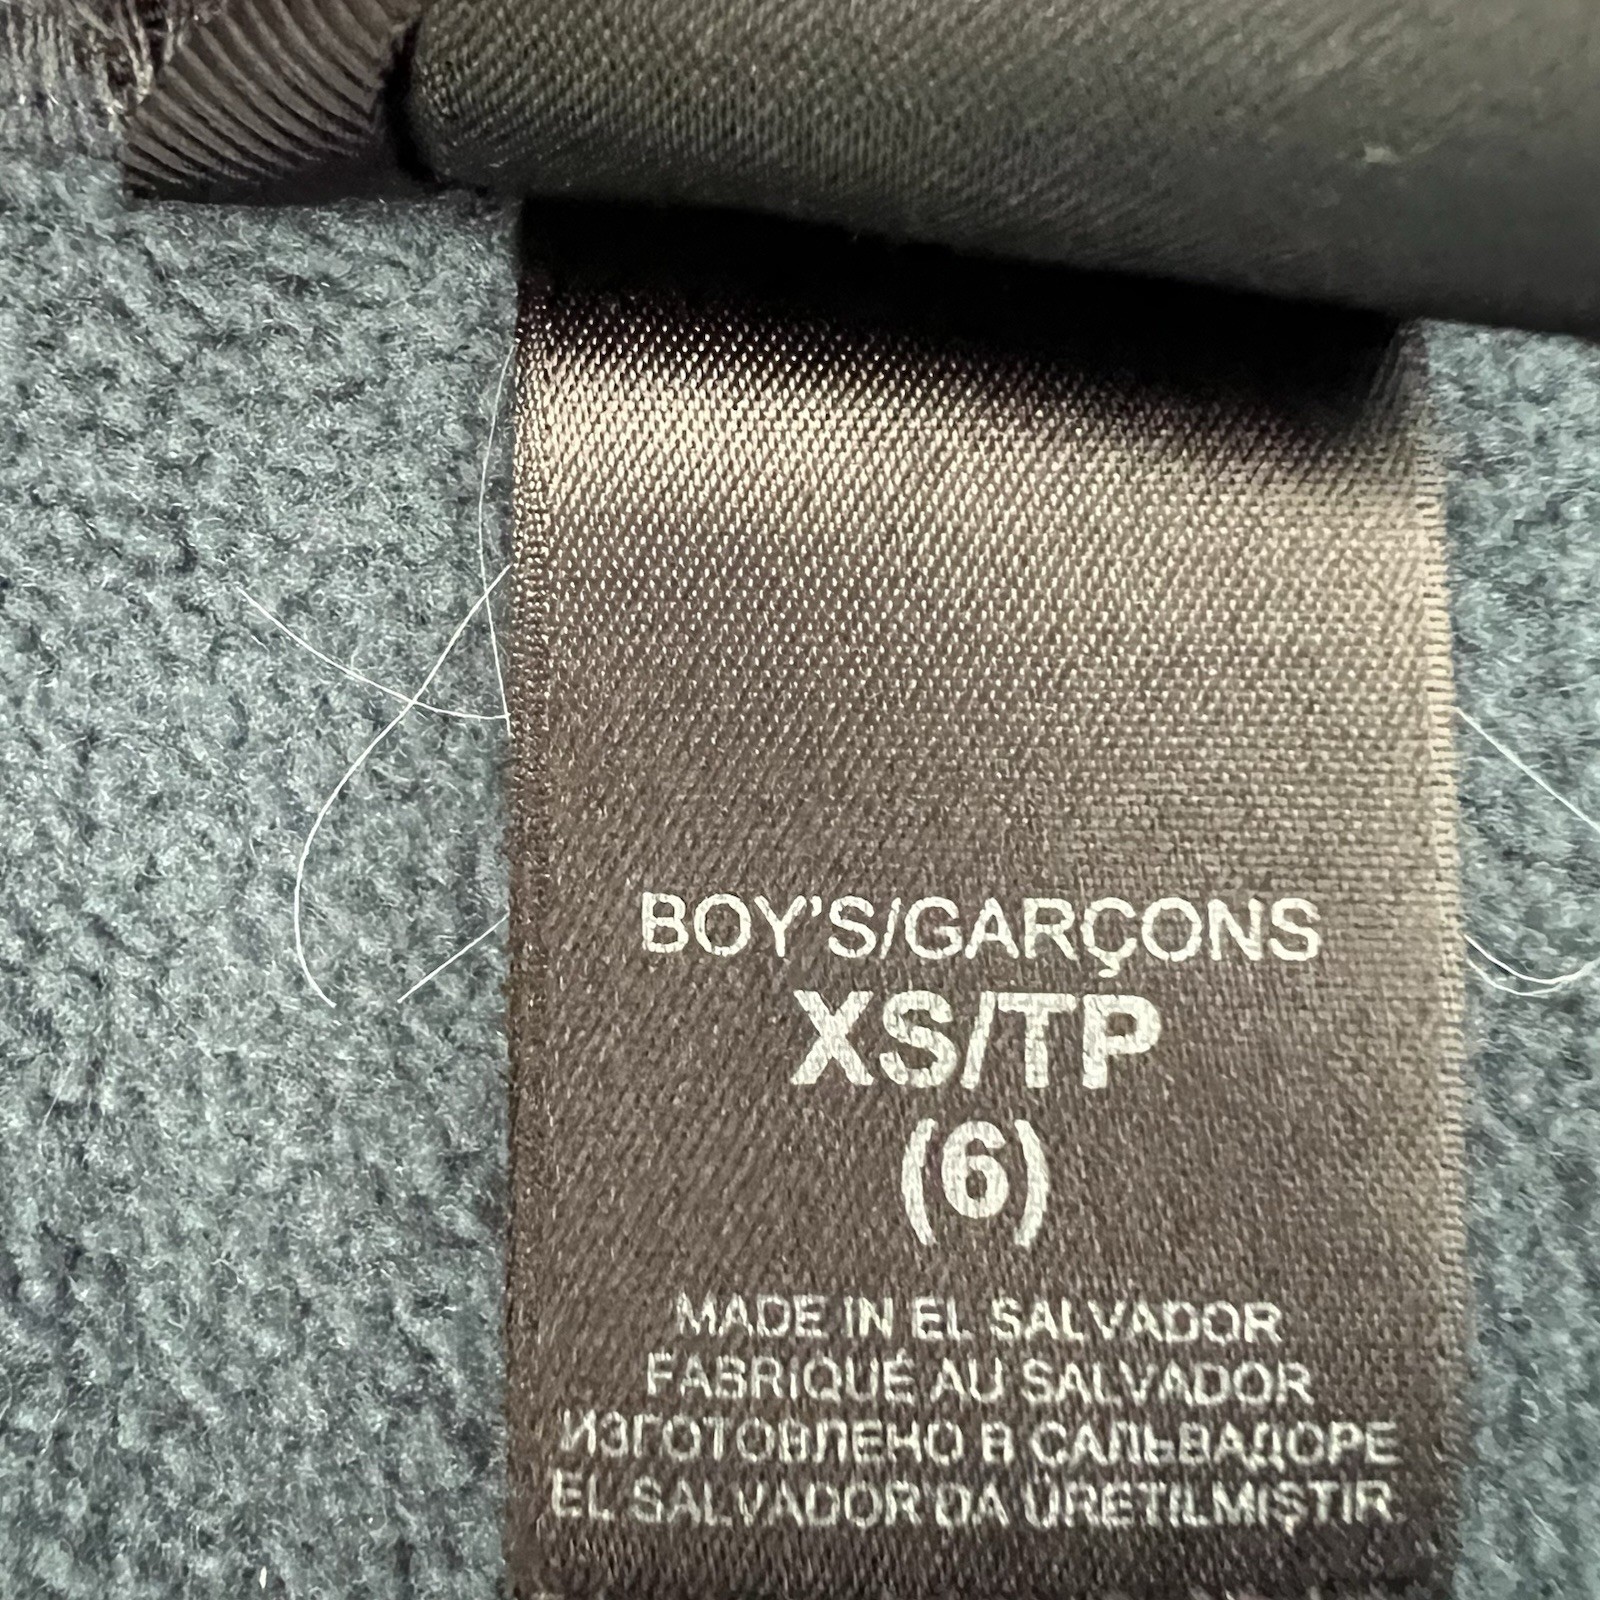 BOY'S/GARÇONS
XS/TP
(6)
MADE IN EL SALVADOR
FABRIQUÉ AU SALVADOR
ИЗГОТОВЛЕНО В САЛЬВАДОРЕ
EL SALVADOR'DA ÜRETILMIŞTIR